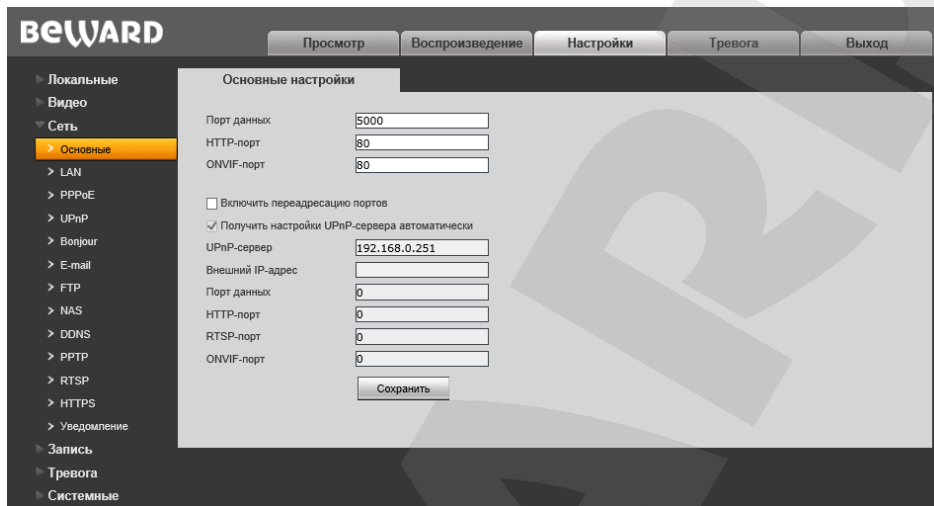 BEWARD
Просмотр
Воспроизведение
Настройки
Тревога
Выход
Локальные
Видео
Сеть
Основные
LAN
PPPoE
UPnP
Bonjour
E-mail
FTP
NAS
DDNS
PPTP
RTSP
HTTPS
Уведомление
Запись
Тревога
Системные
Основные настройки
Порт данных 5000
HTTP-порт 80
ONVIF-порт 80
Включить переадресацию портов
Получить настройки UPnP-сервера автоматически
UPnP-сервер 192.168.0.251
Внешний IP-адрес
Порт данных 0
HTTP-порт 0
RTSP-порт 0
ONVIF-порт 0
Сохранить